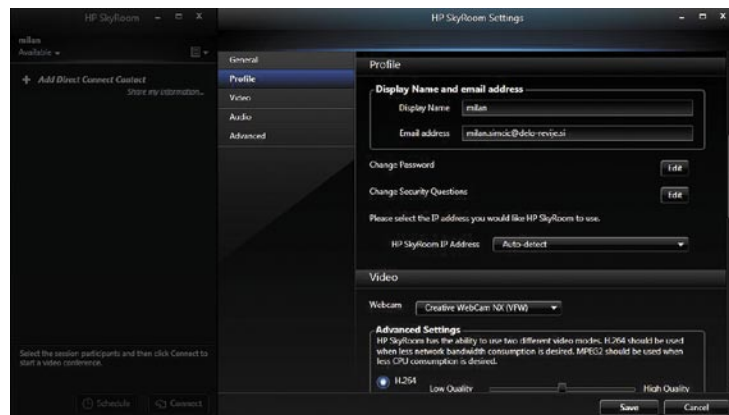 HP SkyRoom
milan
Available
Add Direct Connect Contact
Share my information...
Select the session participants and then click Connect to
start a video conference.
Schedule
Connect
HP SkyRoom Settings
General
Profile
Video
Audio
Advanced
Profile
Display Name and email address
Display Name
milan
Email address
milan.simcic@delo-revije.si
Change Password
Edit
Change Security Questions
Edit
Please select the IP address you would like HP SkyRoom to use.
HP SkyRoom IP Address
Auto-detect
Video
Webcam
Creative WebCam NX (VFW)
Advanced Settings
HP SkyRoom has the ability to use two different video modes. H.264 should be used
when less network bandwidth consumption is desired. MPEG2 should be used when
less CPU consumption is desired.
H.264
Low Quality
High Quality
Save
Cancel